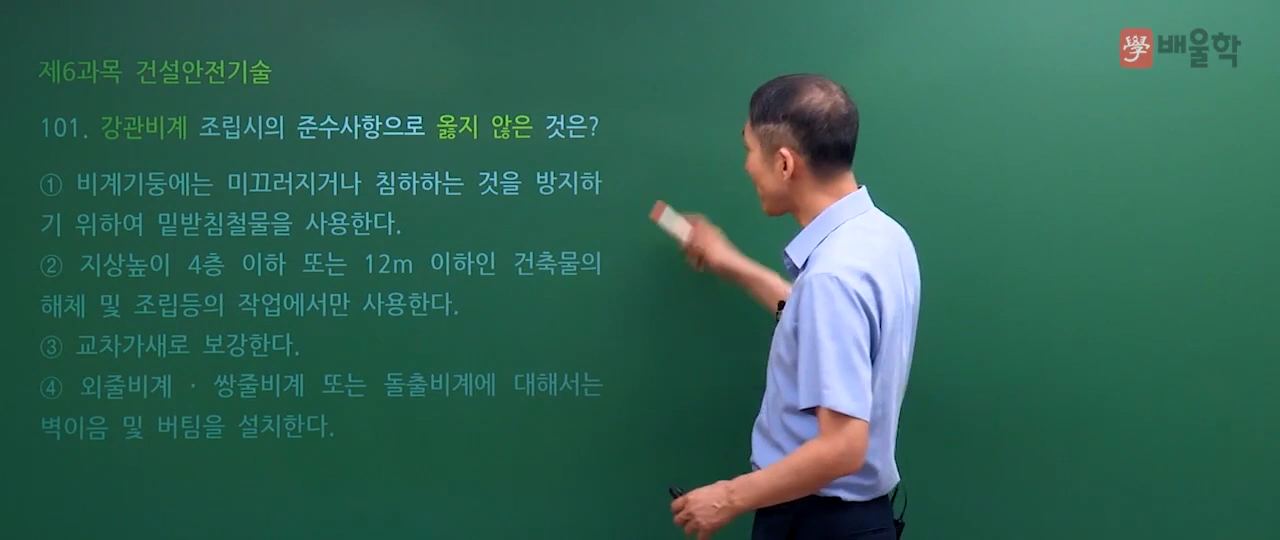 學 배울학
제6과목 건설안전기술
101. 강관비계 조립시의 준수사항으로 옳지 않은 것은?
① 비계기둥에는 미끄러지거나 침하하는 것을 방지하
기 위하여 밑받침철물을 사용한다.
② 지상높이 4층 이하 또는 12m 이하인 건축물의
해체 및 조립등의 작업에서만 사용한다.
③ 교차가새로 보강한다.
④ 외줄비계 · 쌍줄비계 또는 돌출비계에 대해서는
벽이음 및 버팀을 설치한다.